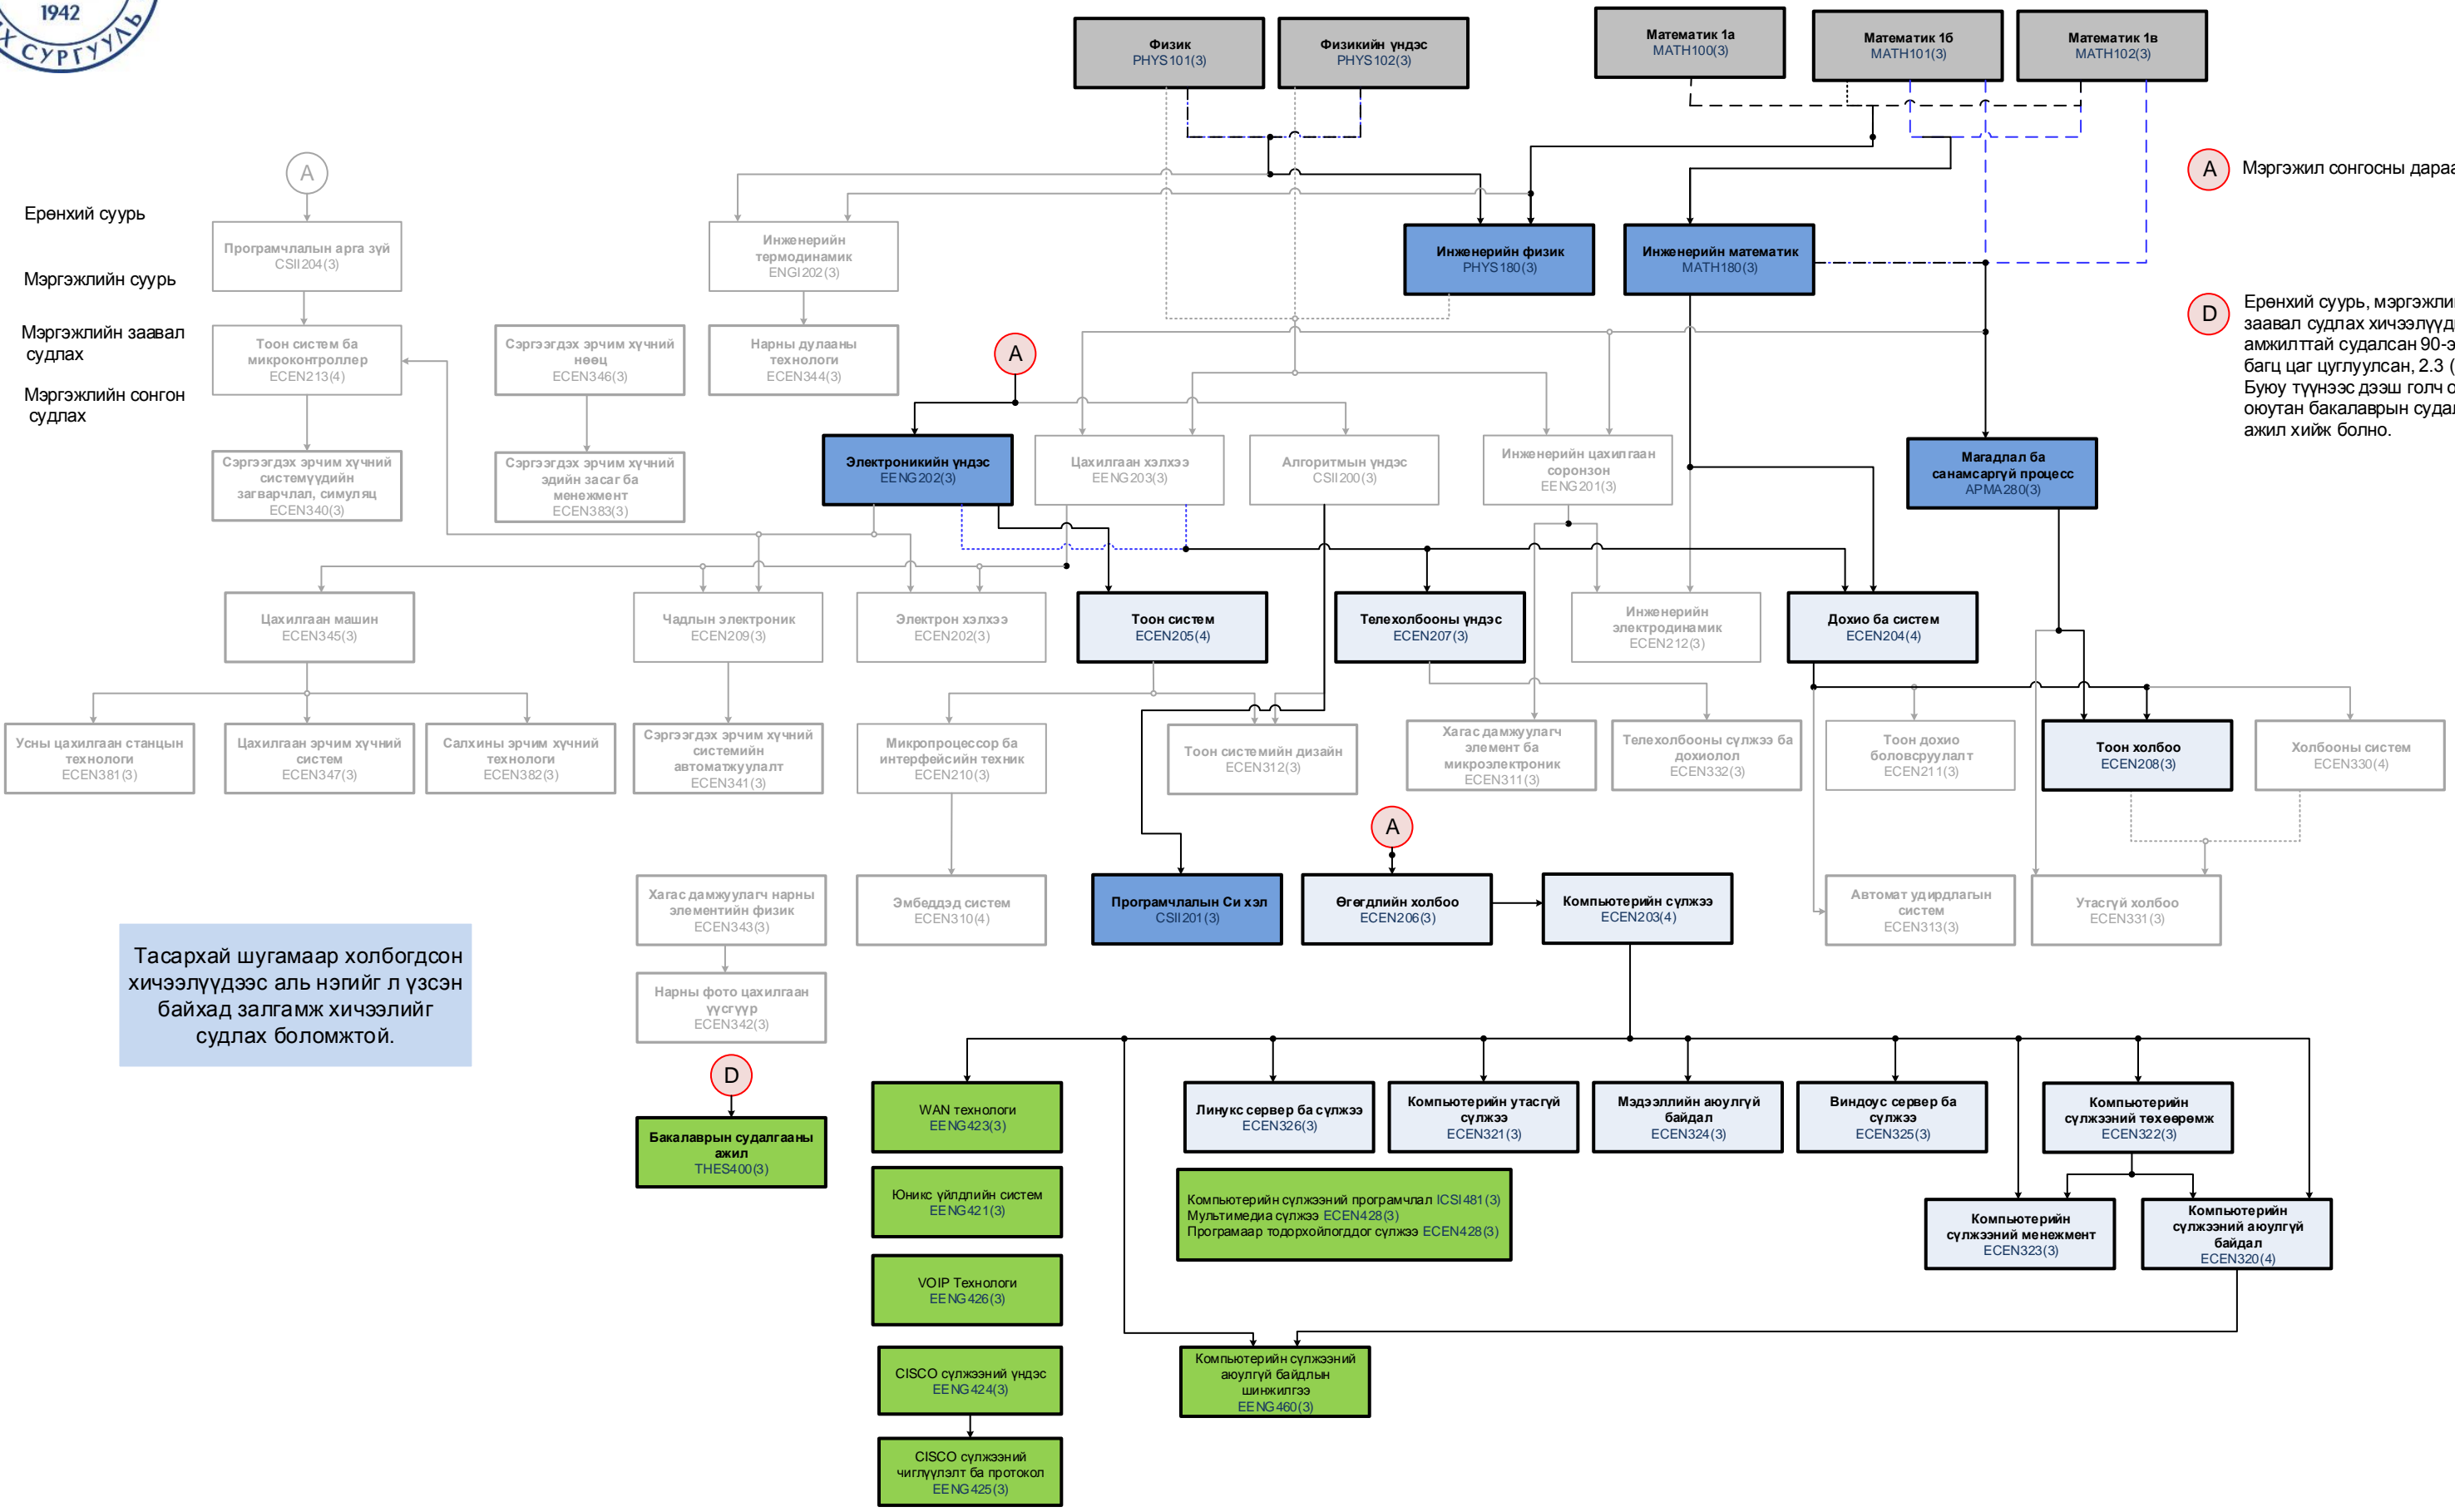 1942
Х СУРГУУЛЬ
Физик
PHYS101(3)
Физикийн үндэс
PHYS102(3)
Математик 1а
MATH100(3)
Математик 1б
MATH101(3)
Математик 1в
MATH102(3)
A
Мэргэжил сонгосны дараа
A
Ерөнхий суурь
Мэргэжлийн суурь
Мэргэжлийн заавал
судлах
Мэргэжлийн сонгон
судлах
Програмчлалын арга зүй
CSII204(3)
Инженерийн
термодинамик
ENGI202(3)
Инженерийн физик
PHYS180(3)
Инженерийн математик
MATH180(3)
D
Ерөнхий суурь, мэргэжлий
заавал судлах хичээлүүди
амжилттай судалсан 90-э
багц цаг цуглуулсан, 2.3 (
Буюу түүнээс дээш голч о
оюутан бакалаврын судал
ажил хийж болно.
Тоон систем ба
микроконтроллер
ECEN213(4)
Сэргээгдэх эрчим хүчний
нөөц
ECEN346(3)
Нарны дулааны
технологи
ECEN344(3)
A
Сэргээгдэх эрчим хүчний
системүүдийн
загварчлал, симуляц
ECEN340(3)
Сэргээгдэх эрчим хүчний
эдийн засаг ба
менежмент
ECEN383(3)
Электроникийн үндэс
EENG202(3)
Цахилгаан хэлхээ
EENG203(3)
Алгоритмын үндэс
CSII200(3)
Инженерийн цахилгаан
соронзон
EENG201(3)
Магадлал ба
санамсаргүй процесс
APMA280(3)
Цахилгаан машин
ECEN345(3)
Чадлын электроник
ECEN209(3)
Электрон хэлхээ
ECEN202(3)
Тоон систем
ECEN205(4)
Телехолбооны үндэс
ECEN207(3)
Инженерийн
электродинамик
ECEN212(3)
Дохио ба систем
ECEN204(4)
Усны цахилгаан станцын
технологи
ECEN381(3)
Цахилгаан эрчим хүчний
систем
ECEN347(3)
Салхины эрчим хүчний
технологи
ECEN382(3)
Сэргээгдэх эрчим хүчний
системийн
автоматжуулалт
ECEN341(3)
Микропроцессор ба
интерфейсийн техник
ECEN210(3)
Тоон системийн дизайн
ECEN312(3)
Хагас дамжуулагч
элемент ба
микроэлектроник
ECEN311(3)
Телехолбооны сүлжээ ба
дохиолол
ECEN332(3)
Тоон дохио
боловсруулалт
ECEN211(3)
Тоон холбоо
ECEN208(3)
Холбооны систем
ECEN330(4)
A
Хагас дамжуулагч нарны
элементийн физик
ECEN343(3)
Эмбеддэд систем
ECEN310(4)
Програмчлалын Си хэл
CSII201(3)
Өгөгдлийн холбоо
ECEN206(3)
Компьютерийн сүлжээ
ECEN203(4)
Автомат удирдлагын
систем
ECEN313(3)
Утасгүй холбоо
ECEN331(3)
Тасархай шугамаар холбогдсон
хичээлүүдээс аль нэгийг л үзсэн
байхад залгамж хичээлийг
судлах боломжтой.
Нарны фото цахилгаан
үүсгүүр
ECEN342(3)
D
Бакалаврын судалгааны
ажил
THES400(3)
WAN технологи
EENG423(3)
Линукс сервер ба сүлжээ
ECEN326(3)
Компьютерийн утасгүй
сүлжээ
ECEN321(3)
Мэдээллийн аюулгүй
байдал
ECEN324(3)
Виндоус сервер ба
сүлжээ
ECEN325(3)
Компьютерийн
сүлжээний төхөөрөмж
ECEN322(3)
Юникс үйлдлийн систем
EENG421(3)
Компьютерийн сүлжээний програмчлал ICSI481(3)
Мультимедиа сүлжээ ECEN428(3)
Програмаар тодорхойлогддог сүлжээ ECEN428(3)
Компьютерийн
сүлжээний менежмент
ECEN323(3)
Компьютерийн
сүлжээний аюулгүй
байдал
ECEN320(4)
VOIP Технологи
EENG426(3)
CISCO сүлжээний үндэс
EENG424(3)
Компьютерийн сүлжээний
аюулгүй байдлын
шинжилгээ
EENG460(3)
CISCO сүлжээний
чиглүүлэлт ба протокол
EENG425(3)